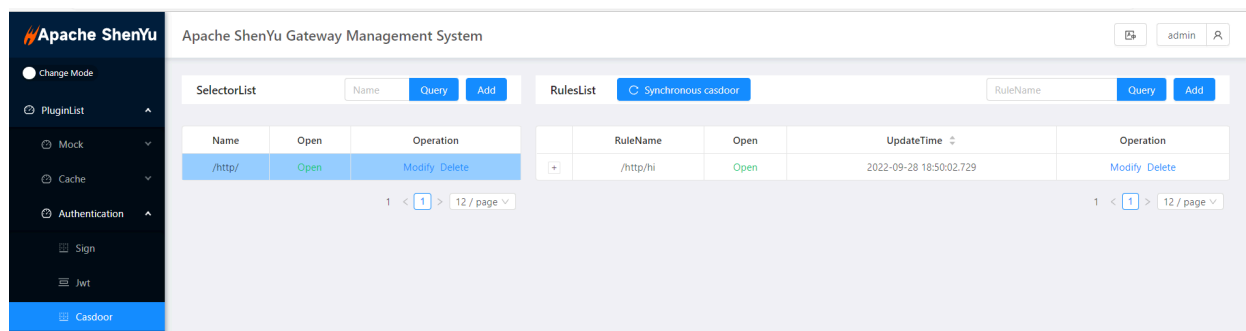 Apache ShenYu
Apache ShenYu Gateway Management System
admin
Change Mode
PluginList
Mock
Cache
Authentication
Sign
Jwt
Casdoor
SelectorList Name Query Add
Name Open Operation
/http/ Open Modify Delete
1 < 1 > 12 / page
RulesList Synchronous casdoor RuleName Query Add
RuleName Open UpdateTime Operation
+ /http/hi Open 2022-09-28 18:50:02.729 Modify Delete
1 < 1 > 12 / page